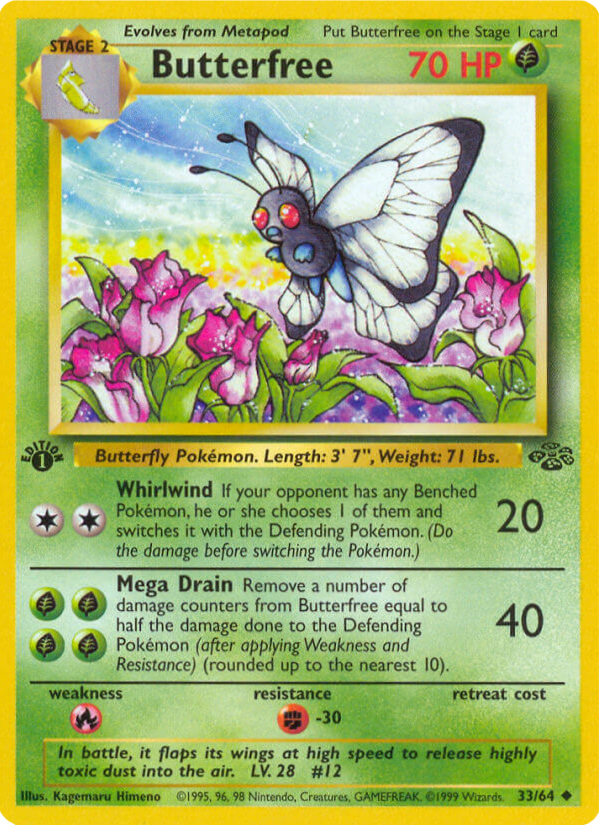 Evolves from Metapod Put Butterfree on the Stage 1 card
STAGE 2
Butterfree 70 HP
EDITION
1
Butterfly Pokémon. Length: 3' 7", Weight: 71 lbs.
Whirlwind If your opponent has any Benched
Pokémon, he or she chooses 1 of them and
switches it with the Defending Pokémon. (Do
the damage before switching the Pokémon.)
20
Mega Drain Remove a number of
damage counters from Butterfree equal to
half the damage done to the Defending
Pokémon (after applying Weakness and
Resistance) (rounded up to the nearest 10).
40
weakness resistance retreat cost
-30
In battle, it flaps its wings at high speed to release highly
toxic dust into the air. LV. 28 #12
Illus. Kagemaru Himeno ©1995, 96, 98 Nintendo, Creatures, GAMEFREAK. ©1999 Wizards. 33/64